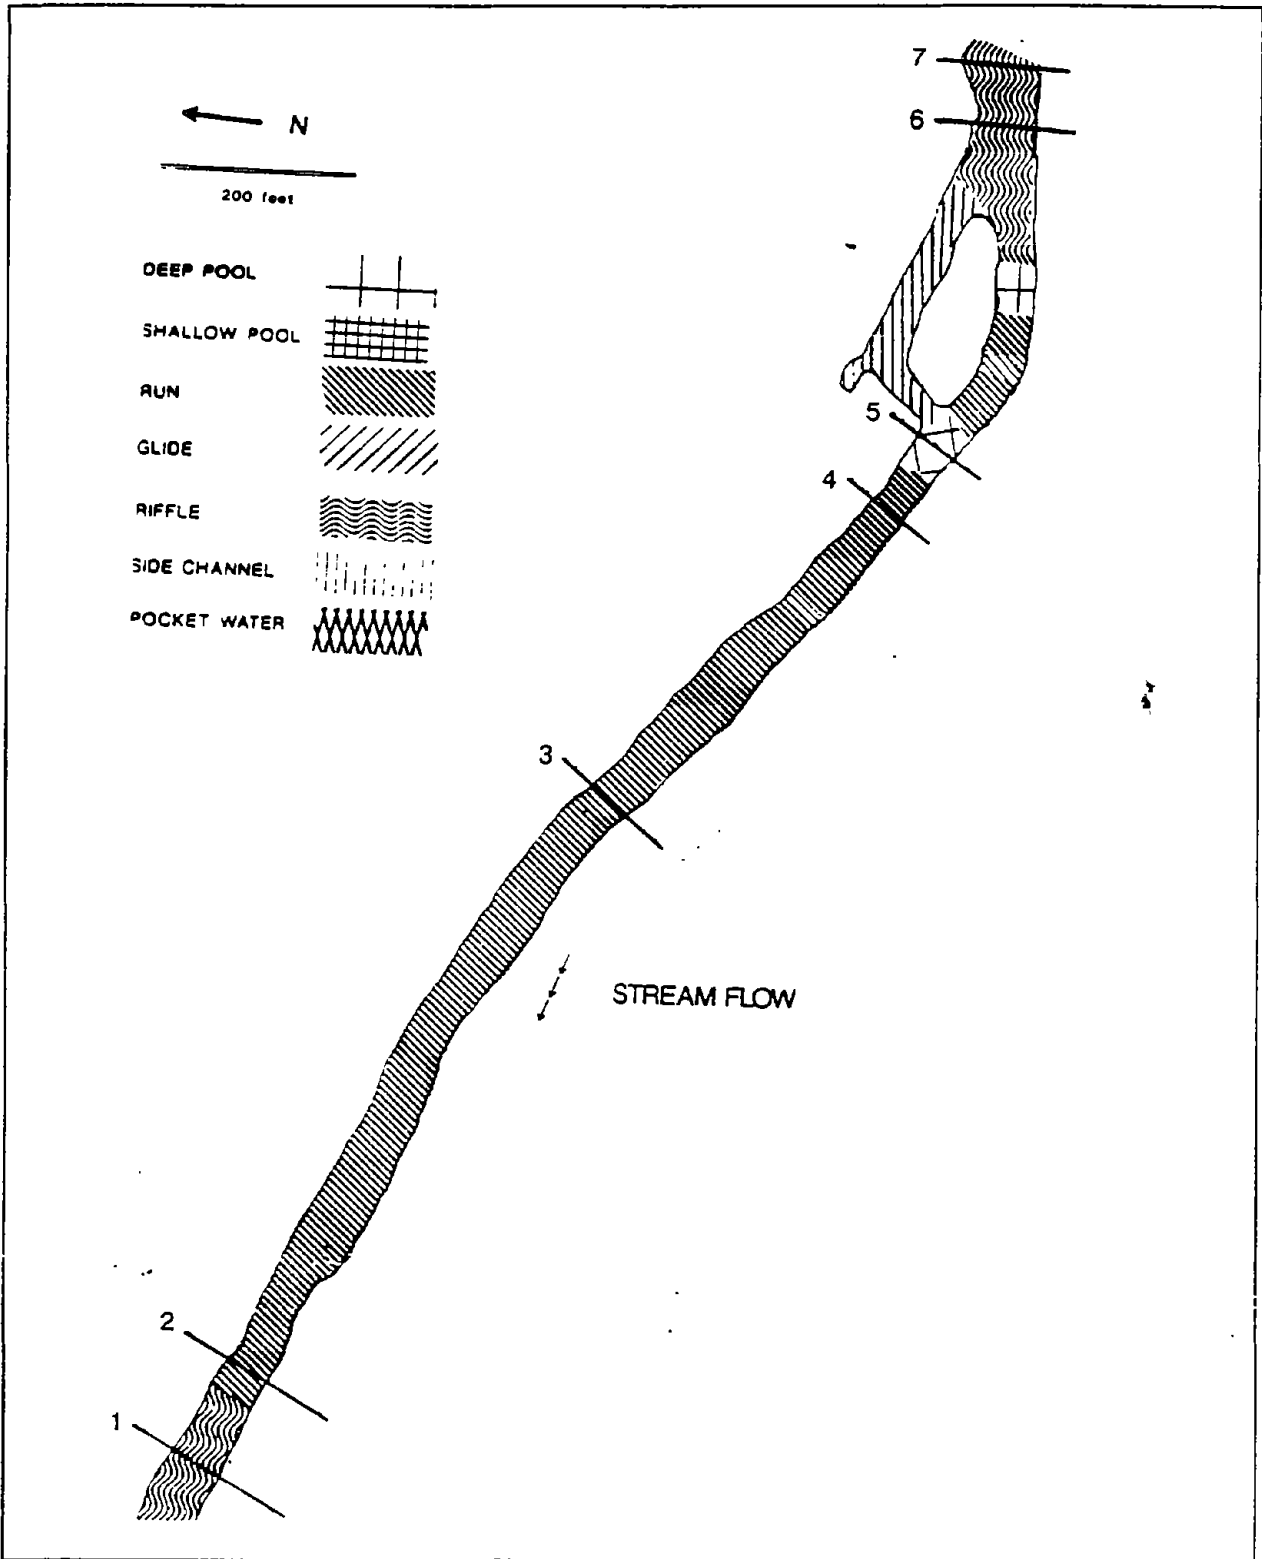 7
N
6
200 feet
DEEP POOL
SHALLOW POOL
RUN
5
GLIDE
4
RIFFLE
SIDE CHANNEL
POCKET WATER
3
STREAM FLOW
2
1